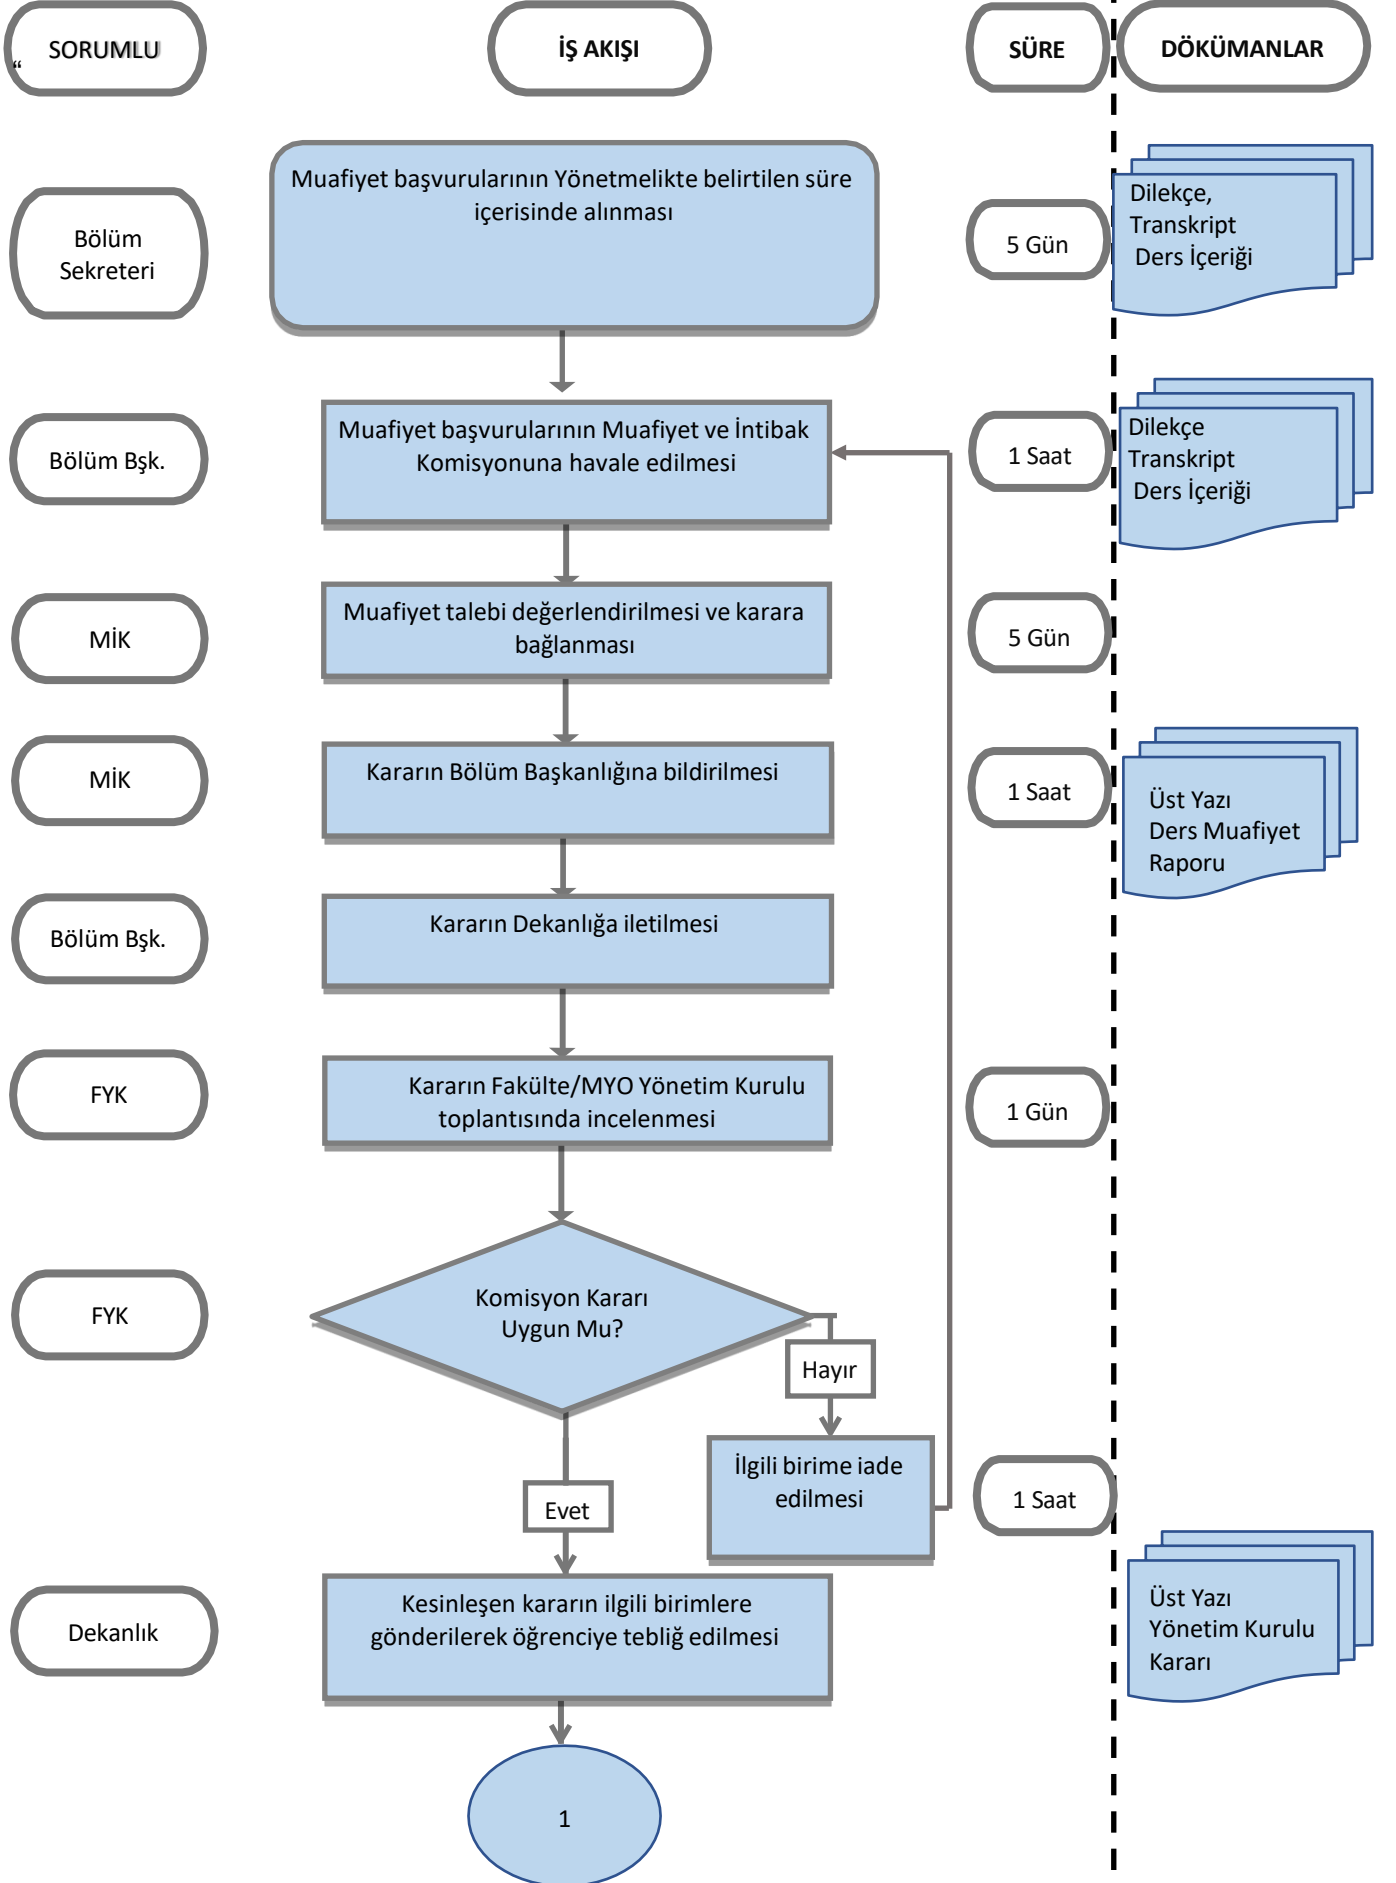 SORUMLU
“
İŞ AKIŞI
SÜRE
DÖKÜMANLAR
Bölüm
Sekreteri
Muafiyet başvurularının Yönetmelikte belirtilen süre
içerisinde alınması
5 Gün
Dilekçe,
Transkript
Ders İçeriği
Bölüm Bşk.
Muafiyet başvurularının Muafiyet ve İntibak
Komisyonuna havale edilmesi
1 Saat
Dilekçe
Transkript
Ders İçeriği
MİK
Muafiyet talebi değerlendirilmesi ve karara
bağlanması
5 Gün
MİK
Kararın Bölüm Başkanlığına bildirilmesi
1 Saat
Üst Yazı
Ders Muafiyet
Raporu
Bölüm Bşk.
Kararın Dekanlığa iletilmesi
FYK
Kararın Fakülte/MYO Yönetim Kurulu
toplantısında incelenmesi
1 Gün
FYK
Komisyon Kararı
Uygun Mu?
Hayır
İlgili birime iade
edilmesi
1 Saat
Evet
Dekanlık
Kesinleşen kararın ilgili birimlere
gönderilerek öğrenciye tebliğ edilmesi
Üst Yazı
Yönetim Kurulu
Kararı
1